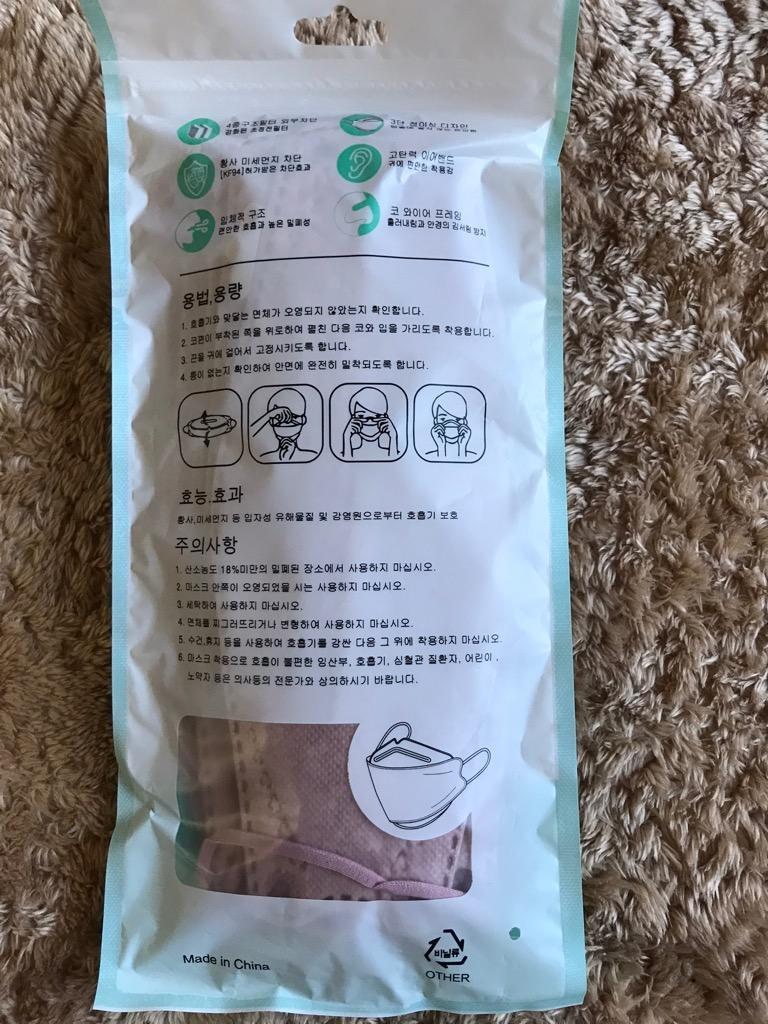 4중구조필터 외부차단
강화된 초정전필터
3단 접이식 디자인
황사 미세먼지 차단
[KF94]허가받은 차단효과
고탄력 이어밴드
귀에 편안한 착용감
입체적 구조
편안한 호흡과 높은 밀폐성
코 와이어 프레임
흘러내림과 안경의 김서림 방지
용법,용량
1. 호흡기와 맞닿는 면체가 오염되지 않았는지 확인합니다.
2. 코편이 부착된 쪽을 위로하여 펼친 다음 코와 입을 가리도록 착용합니다.
3. 끈을 귀에 걸어서 고정시키도록 합니다.
4. 틈이 없는지 확인하여 안면에 완전히 밀착되도록 합니다.
효능.효과
황사,미세먼지 등 입자성 유해물질 및 감염원으로부터 호흡기 보호
주의사항
1. 산소농도 18%미만의 밀폐된 장소에서 사용하지 마십시오.
2. 마스크 안쪽이 오염되었을 시는 사용하지 마십시오.
3. 세탁하여 사용하지 마십시오.
4. 면체를 찌그러뜨리거나 변형하여 사용하지 마십시오.
5. 수건,휴지 등을 사용하여 호흡기를 감싼 다음 그 위에 착용하지 마십시오.
6. 마스크 착용으로 호흡이 불편한 임산부, 호흡기, 심혈관 질환자, 어린이 ,
노약자 등은 의사등의 전문가와 상의하시기 바랍니다.
Made in China
비닐류
OTHER